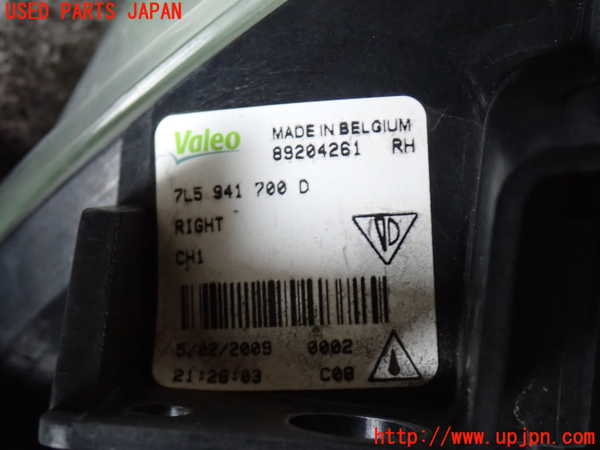 USED PARTS JAPAN
Valeo MADE IN BELGIUM
89204261 RH
7L5 941 700 D
RIGHT
CH1
D
5/02/2009 0002
21:26:03 C08
© www.upjpn.com